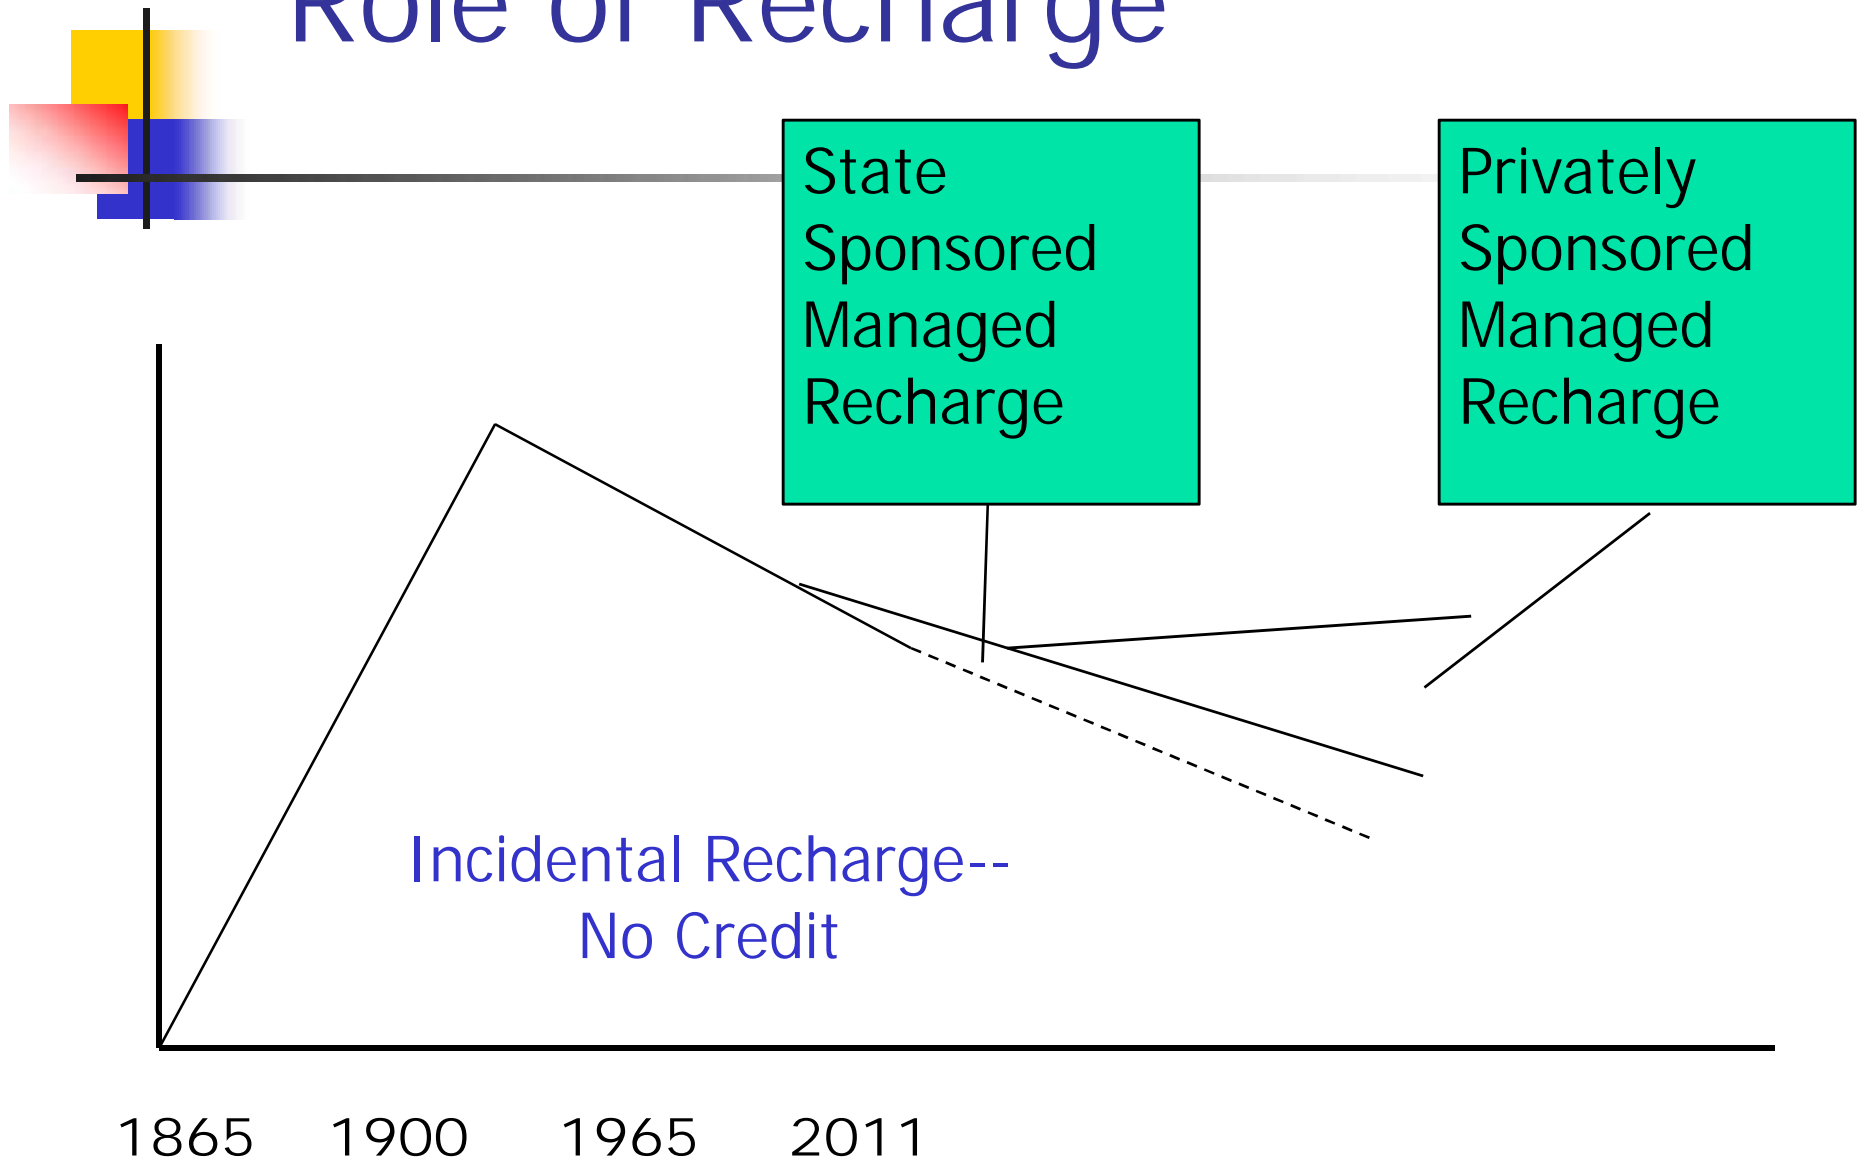 Role of Recharge
State
Sponsored
Managed
Recharge
Privately
Sponsored
Managed
Recharge
Incidental Recharge--
No Credit
1865 1900 1965 2011